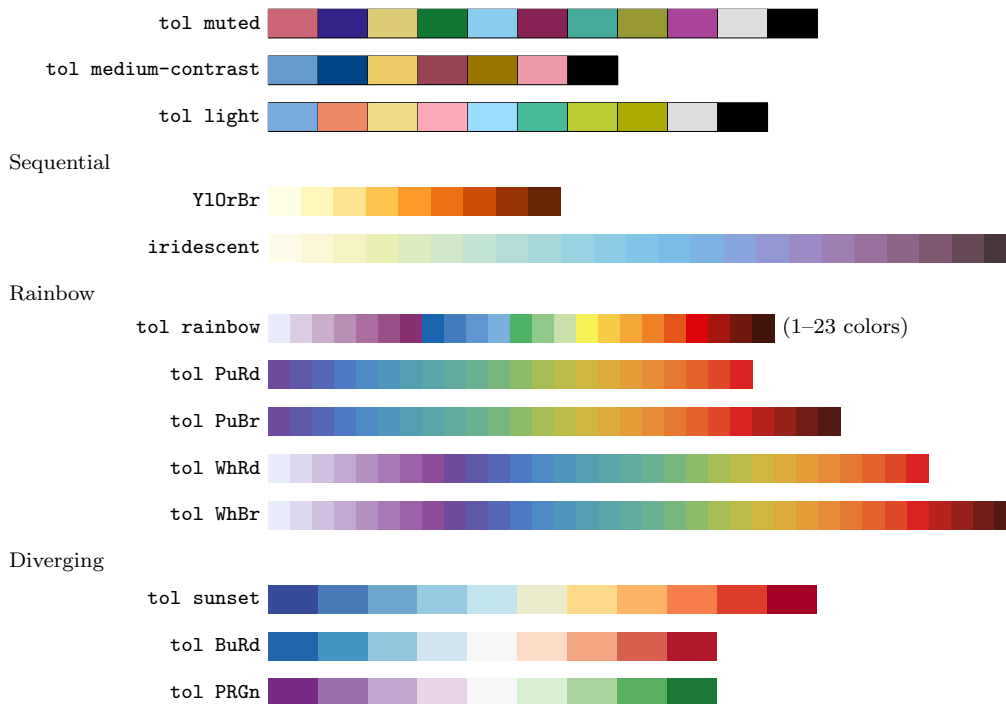 tol muted
tol medium-contrast
tol light
Sequential
YlOrBr
iridescent
Rainbow
tol rainbow (1–23 colors)
tol PuRd
tol PuBr
tol WhRd
tol WhBr
Diverging
tol sunset
tol BuRd
tol PRGn